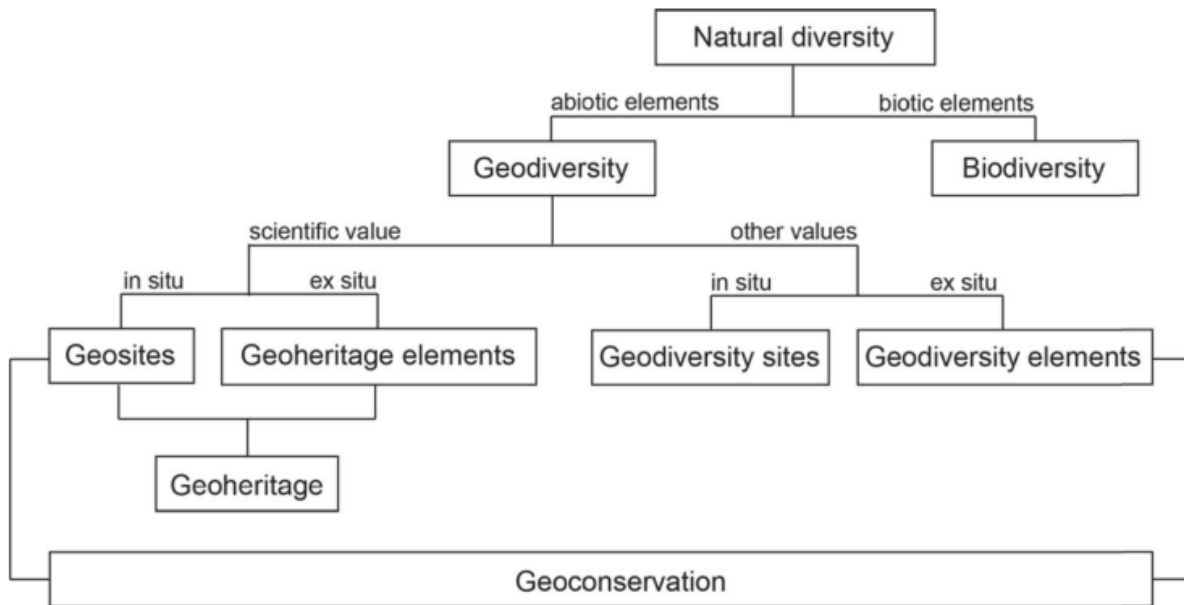 Natural diversity
abiotic elements
biotic elements
Geodiversity
Biodiversity
scientific value
other values
in situ
ex situ
in situ
ex situ
Geosites
Geoheritage elements
Geodiversity sites
Geodiversity elements
Geoheritage
Geoconservation